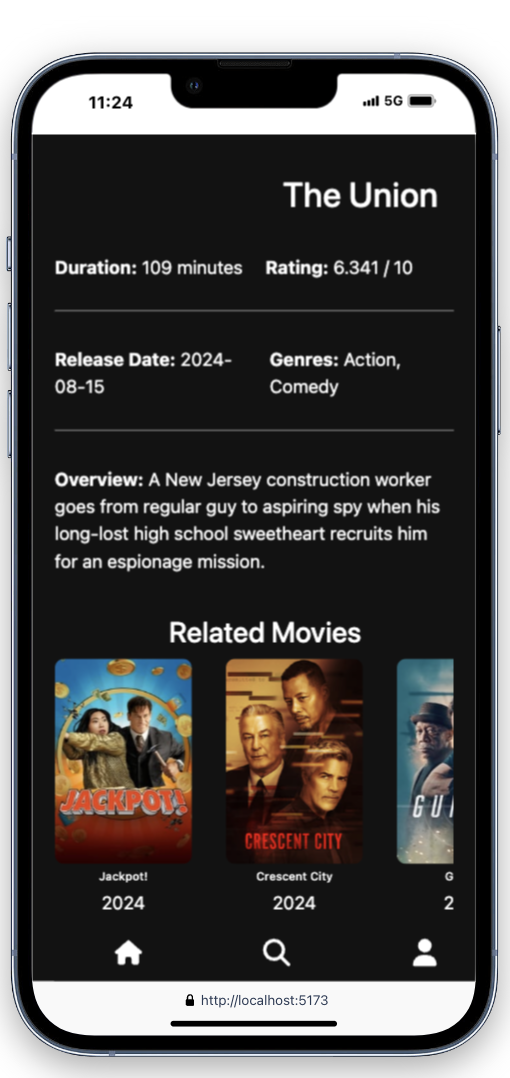 11:24
5G
The Union
Duration: 109 minutes Rating: 6.341 / 10
Release Date: 2024-
08-15
Genres: Action,
Comedy
Overview: A New Jersey construction worker
goes from regular guy to aspiring spy when his
long-lost high school sweetheart recruits him
for an espionage mission.
Related Movies
JACKPOT!
CRESCENT CITY
GU
Jackpot!
Crescent City
G
2024
2024
2
http://localhost:5173